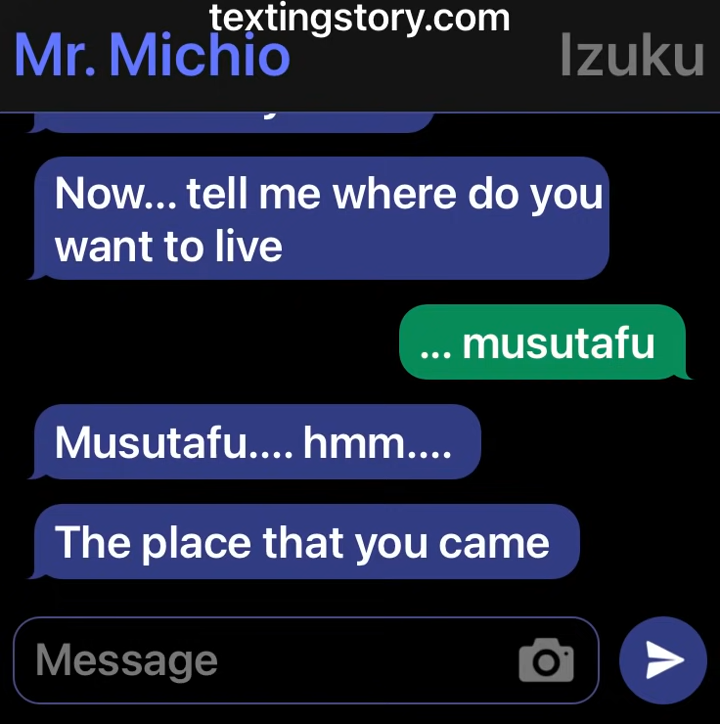 textingstory.com
Mr. Michio
Izuku
Now... tell me where do you
want to live
... musutafu
Musutafu.... hmm....
The place that you came
Message